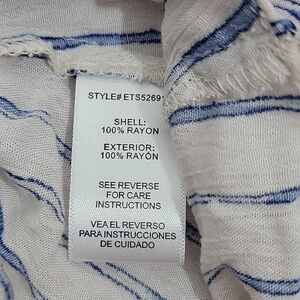 STYLE# ETS5269
SHELL:
100% RAYON
EXTERIOR:
100% RAYÓN
SEE REVERSE
FOR CARE
INSTRUCTIONS
VEA EL REVERSO
PARA INSTRUCCIONES
DE CUIDADO